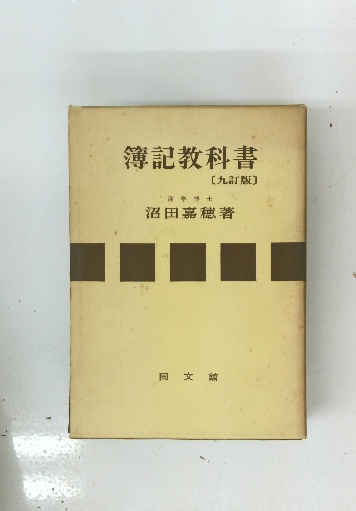 簿記教科書
〔九訂版〕
商学博士
沼田嘉穂著
同文館